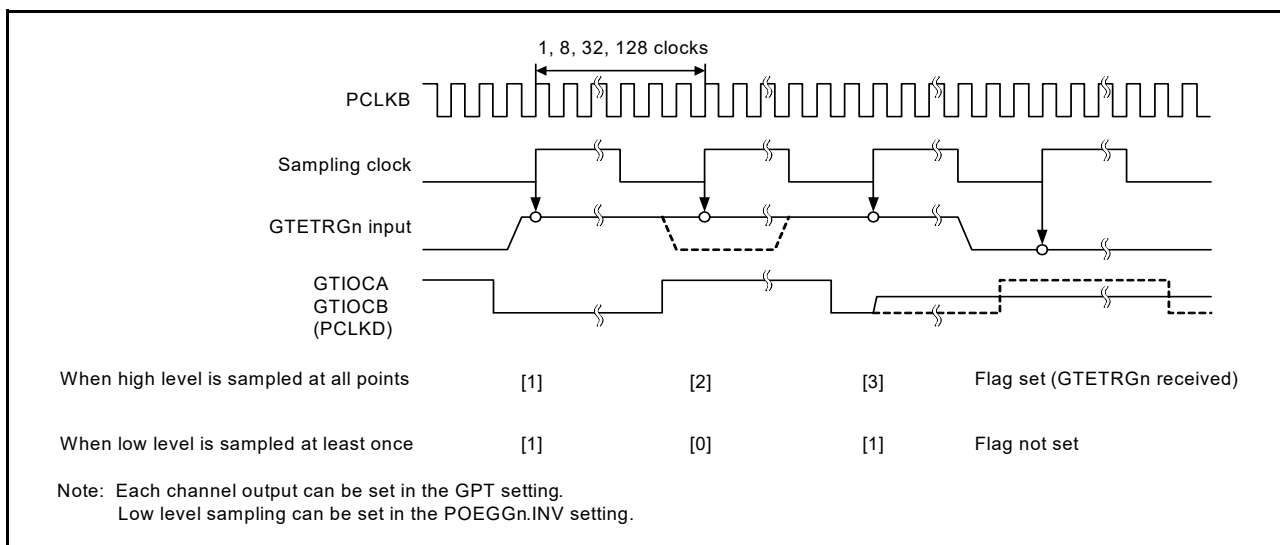 1, 8, 32, 128 clocks
PCLKB
Sampling clock
GTETRGn input
GTIOCA
GTIOCB
(PCLKD)
When high level is sampled at all points [1] [2] [3] Flag set (GTETRGn received)
When low level is sampled at least once [1] [0] [1] Flag not set
Note: Each channel output can be set in the GPT setting.
Low level sampling can be set in the POEGGn.INV setting.